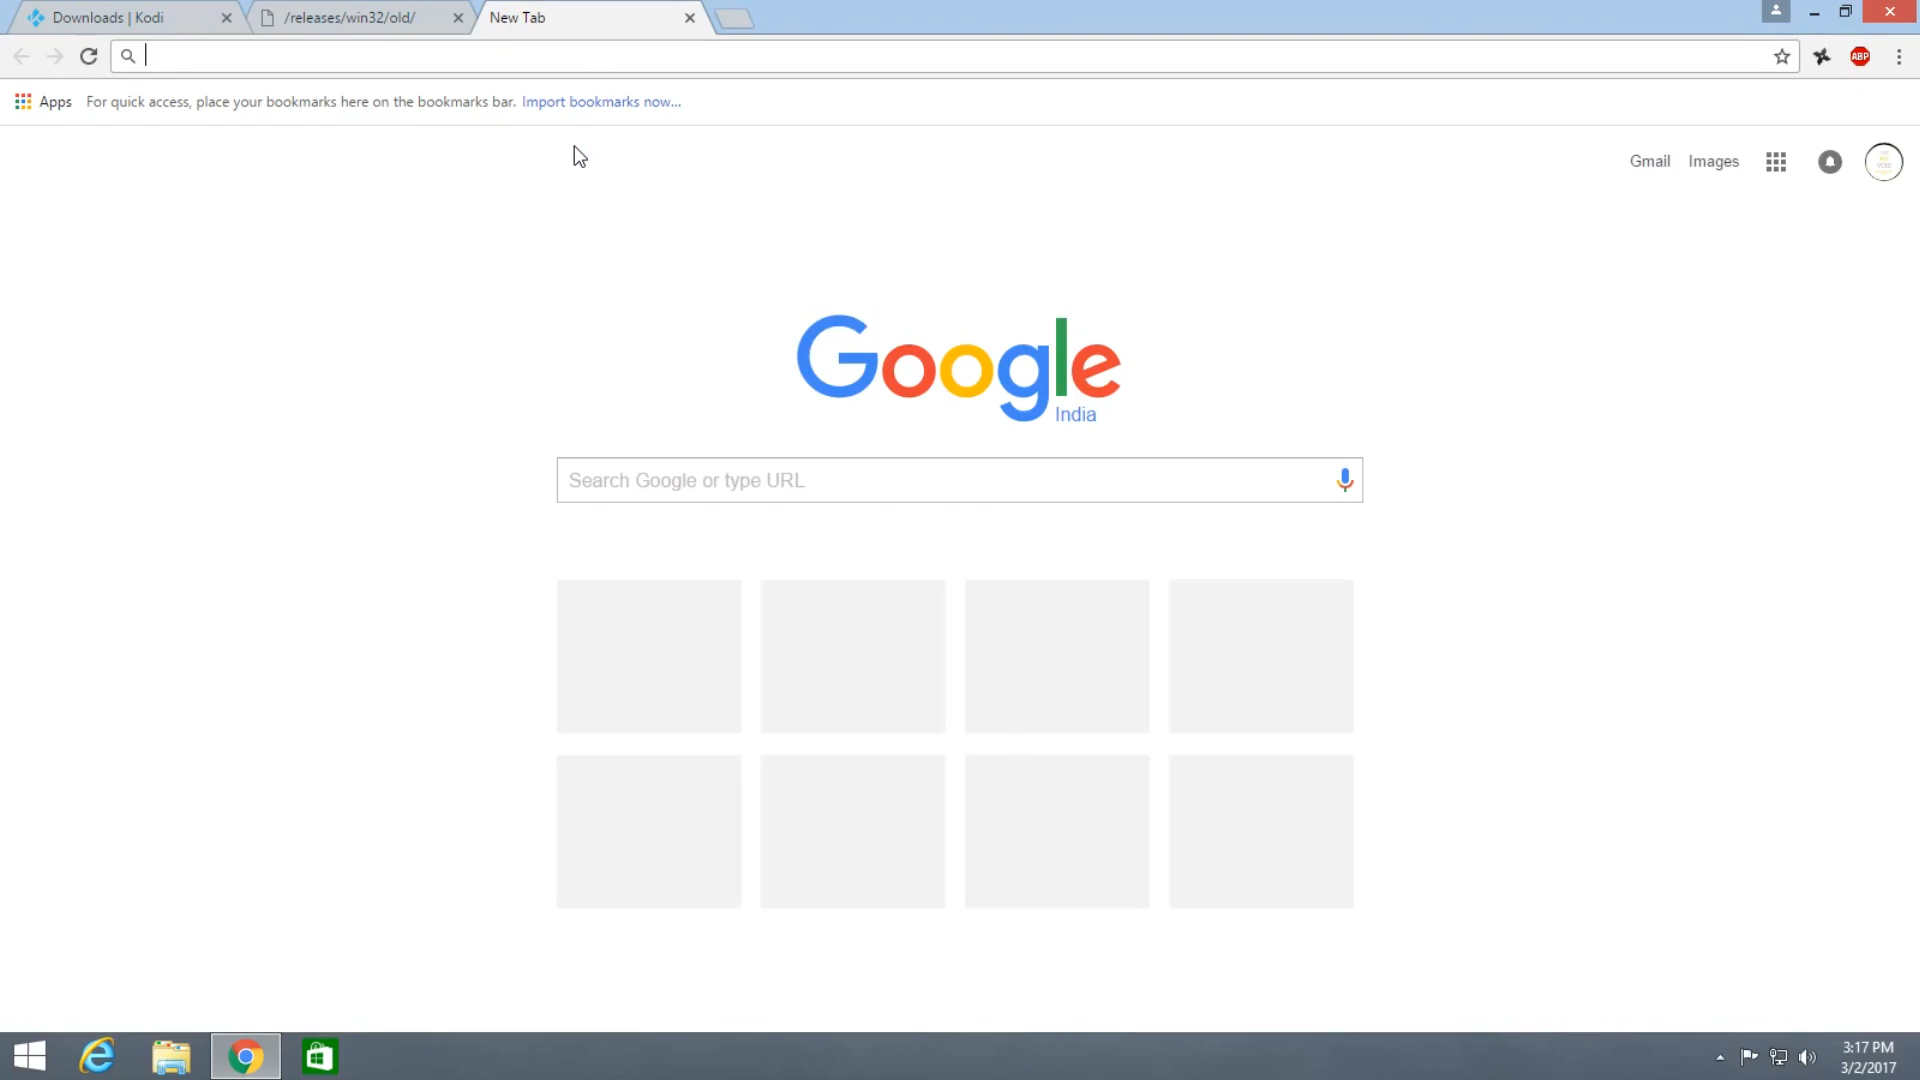 Downloads | Kodi
/releases/win32/old/
New Tab
ABP
Apps
For quick access, place your bookmarks here on the bookmarks bar. Import bookmarks now...
Gmail
Images
Google
India
Search Google or type URL
3:17 PM
3/2/2017